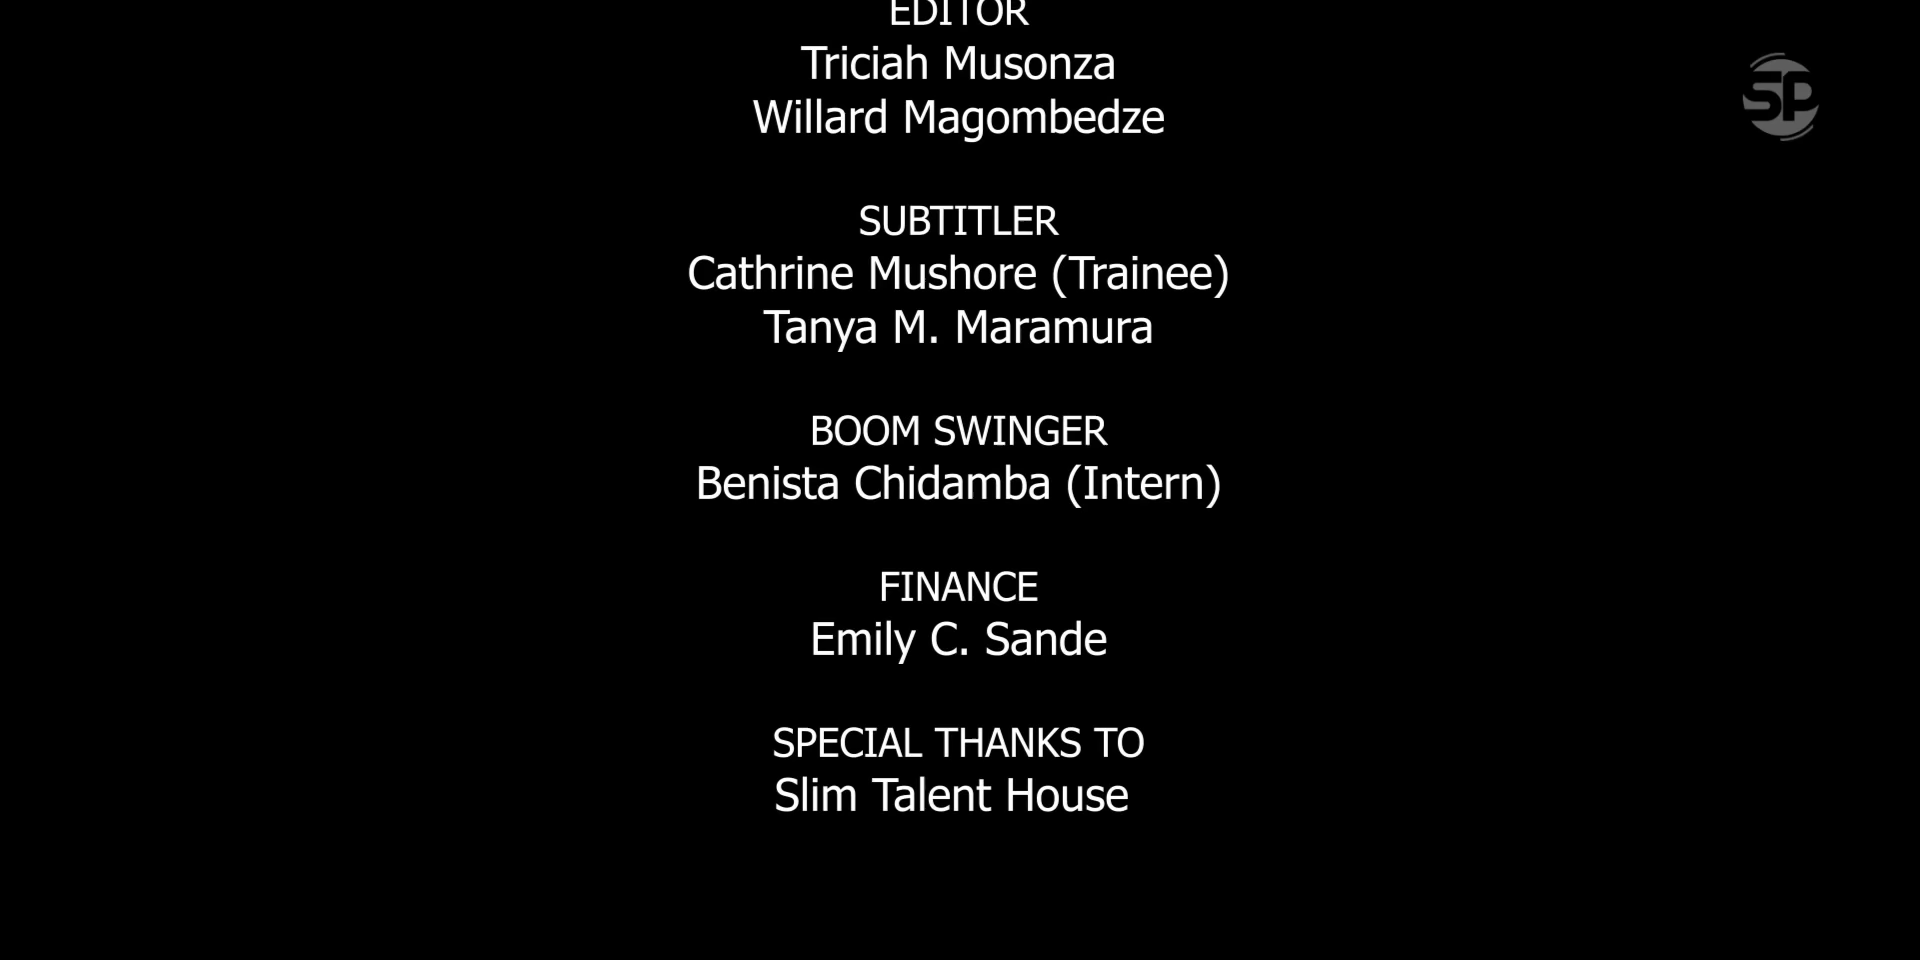 EDITOR
Triciah Musonza
Willard Magombedze
SUBTITLER
Cathrine Mushore (Trainee)
Tanya M. Maramura
BOOM SWINGER
Benista Chidamba (Intern)
FINANCE
Emily C. Sande
SPECIAL THANKS TO
Slim Talent House
SP